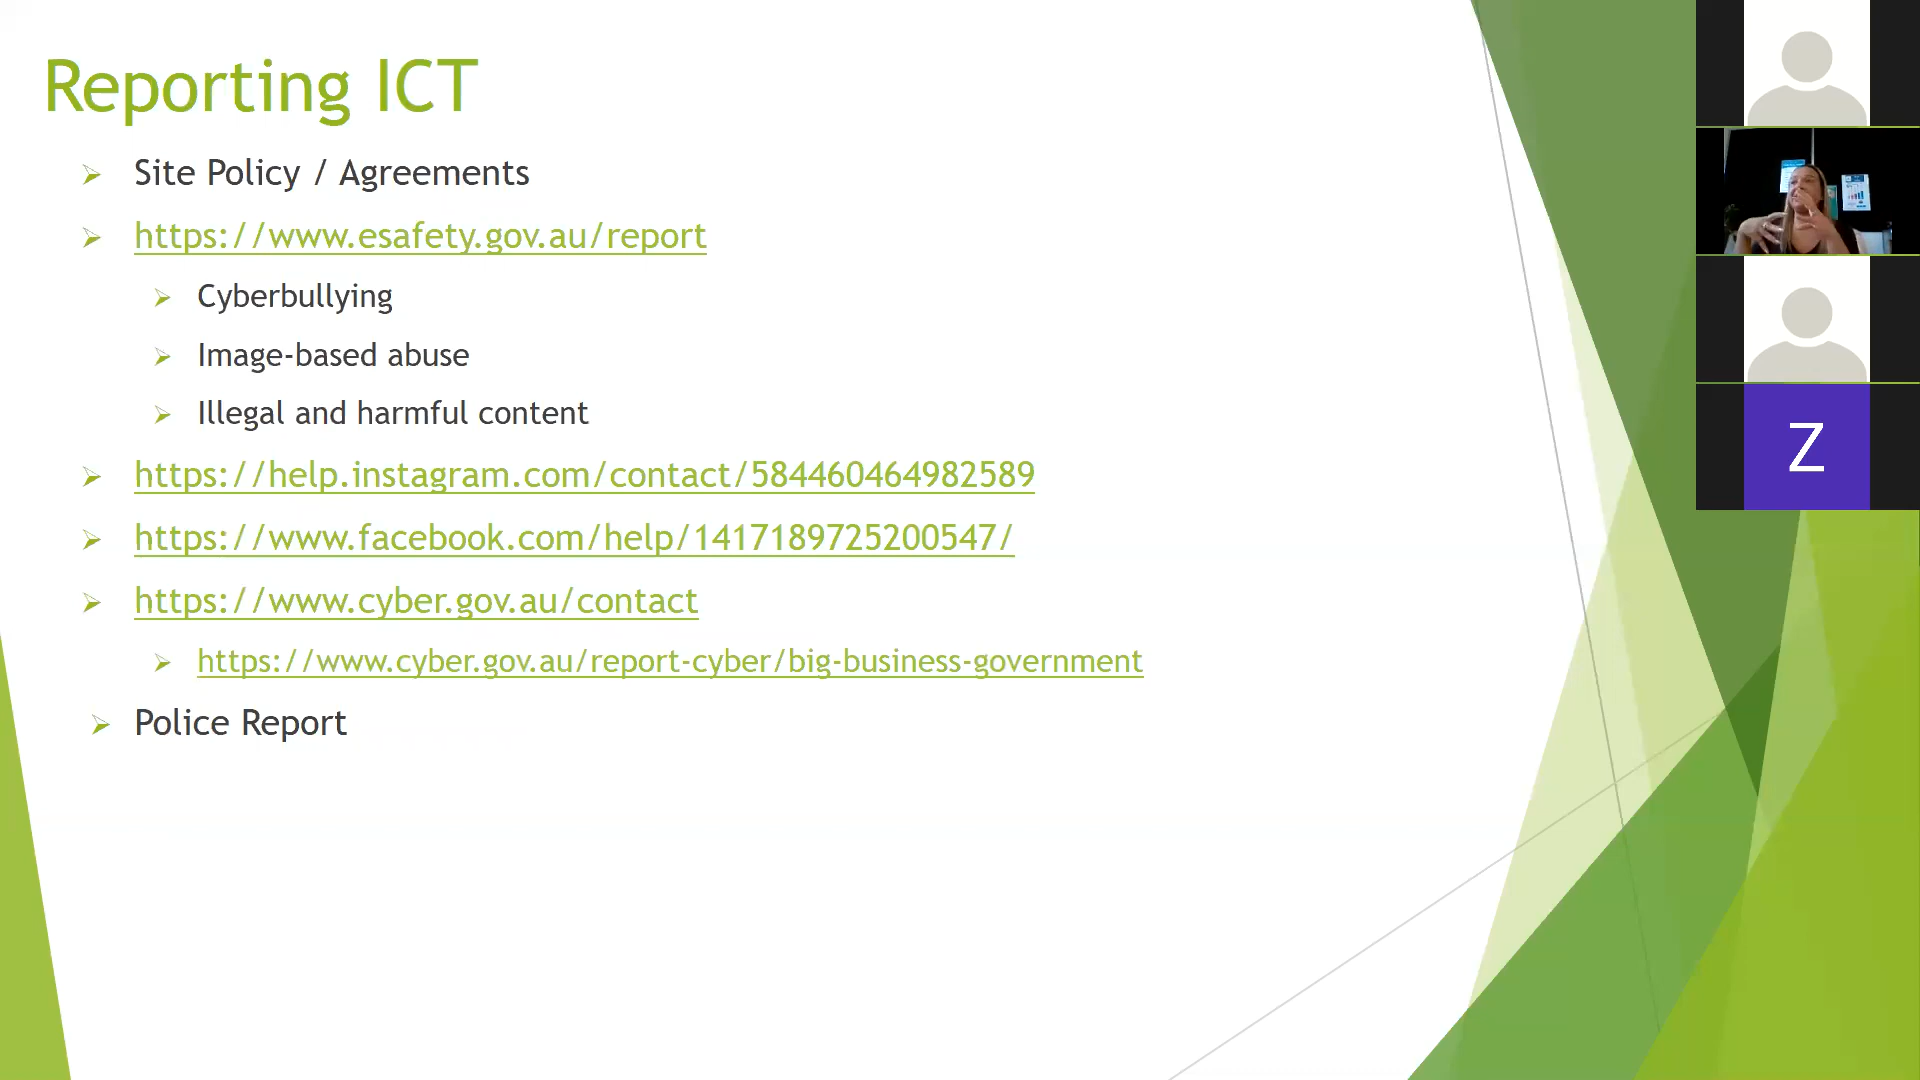 Reporting ICT
Site Policy / Agreements
https://www.esafety.gov.au/report
Cyberbullying
Image-based abuse
Illegal and harmful content
https://help.instagram.com/contact/584460464982589
https://www.facebook.com/help/1417189725200547/
https://www.cyber.gov.au/contact
https://www.cyber.gov.au/report-cyber/big-business-government
Police Report
Z